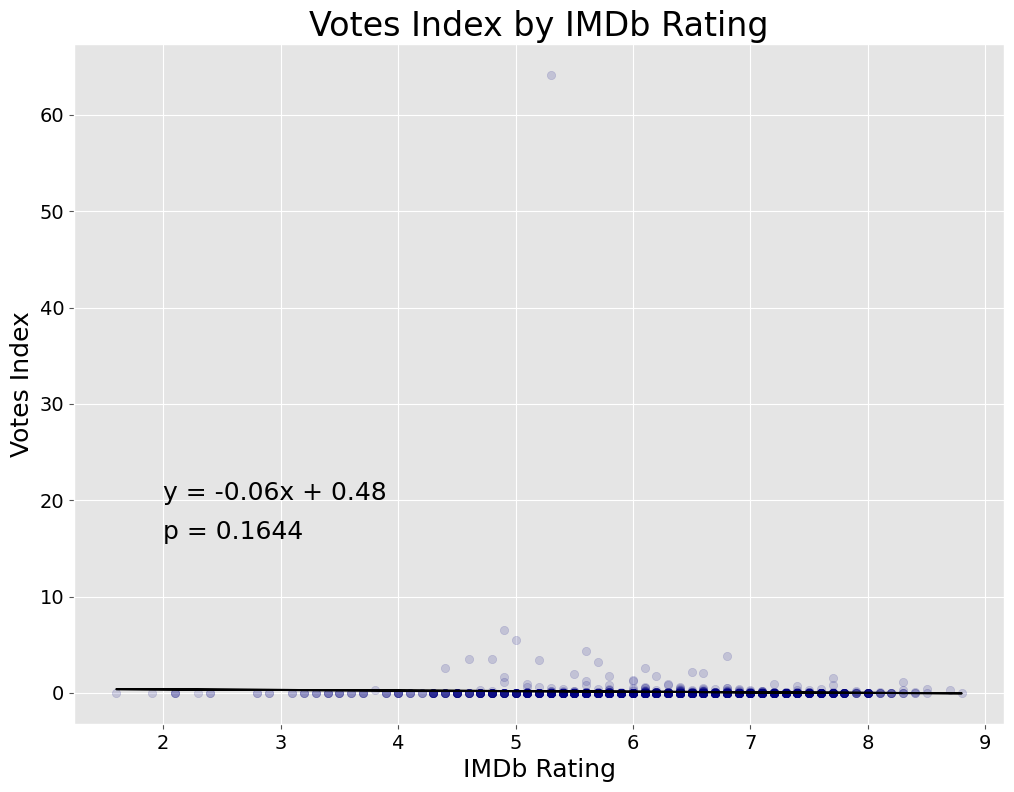 Votes Index by IMDb Rating
60
50
40
30
20
10
0
Votes Index
y = -0.06x + 0.48
p = 0.1644
2 3 4 5 6 7 8 9
IMDb Rating